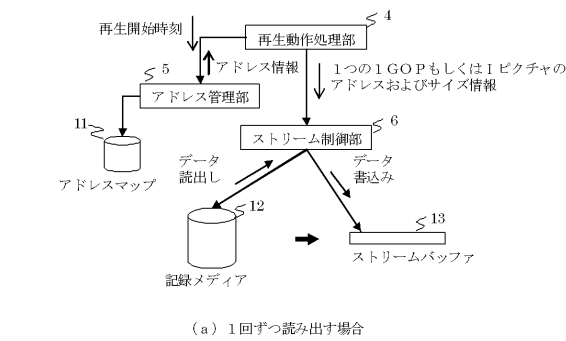 再生開始時刻
4
再生動作処理部
アドレス情報
5
アドレス管理部
1つの1GOPもしくはIピクチャの
アドレスおよびサイズ情報
11
アドレスマップ
6
ストリーム制御部
データ
読出し
データ
書込み
12
記録メディア
13
ストリームバッファ
(a)1回ずつ読み出す場合